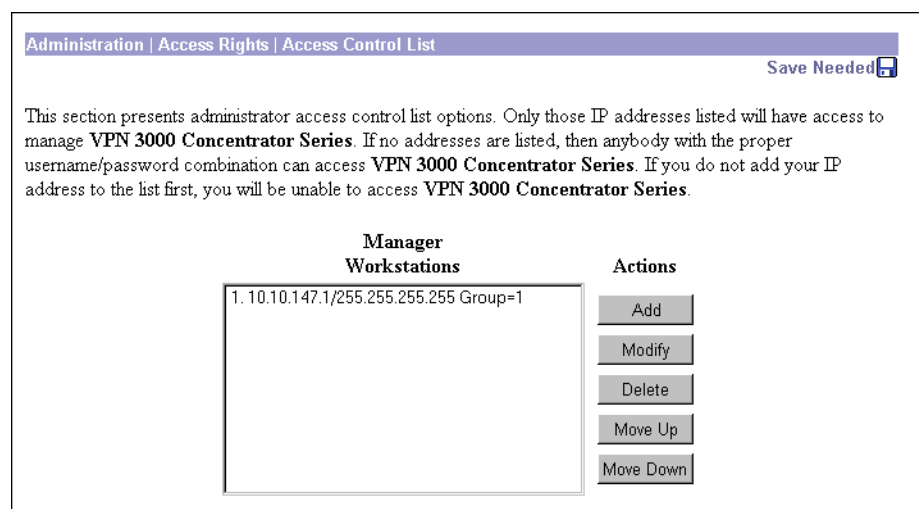 Administration | Access Rights | Access Control List
Save Needed
This section presents administrator access control list options. Only those IP addresses listed will have access to
manage VPN 3000 Concentrator Series. If no addresses are listed, then anybody with the proper
username/password combination can access VPN 3000 Concentrator Series. If you do not add your IP
address to the list first, you will be unable to access VPN 3000 Concentrator Series.
Manager
Workstations
Actions
1. 10.10.147.1/255.255.255.255 Group=1
Add
Modify
Delete
Move Up
Move Down